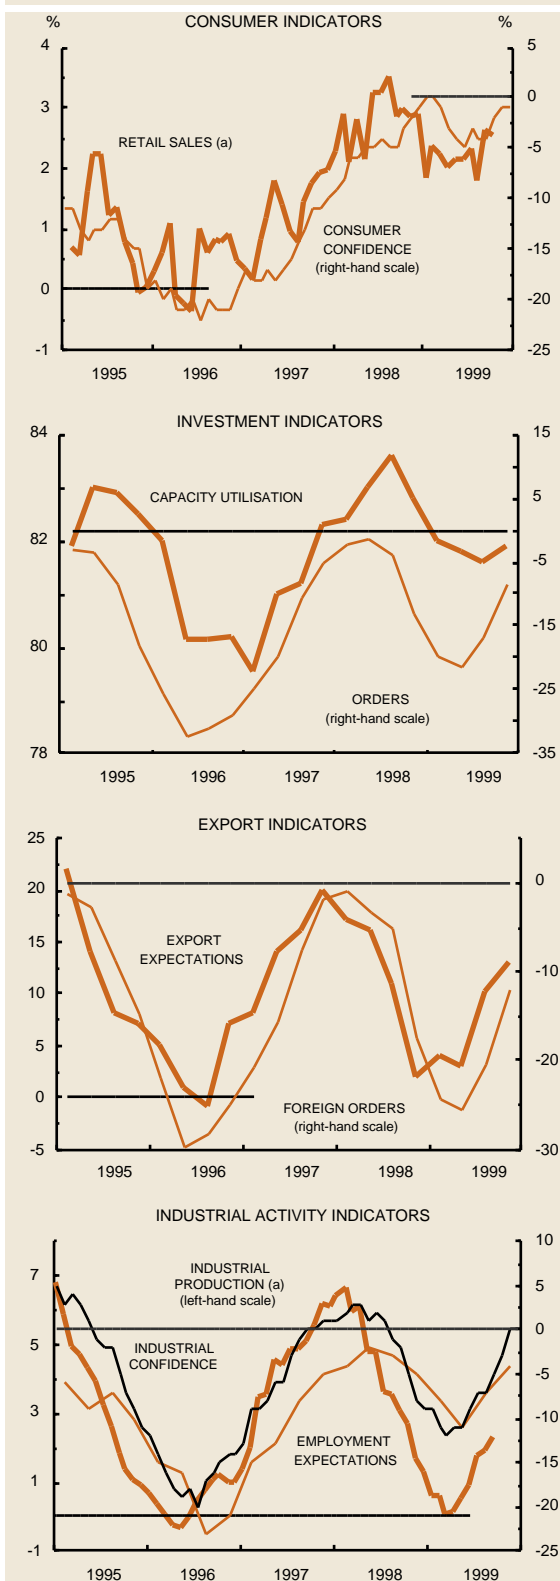 CONSUMER INDICATORS
% %
4 5
3 0
2 -5
1 -10
0 -15
-1 -20
-25
RETAIL SALES (a)
CONSUMER
CONFIDENCE
(right-hand scale)
1995 1996 1997 1998 1999
INVESTMENT INDICATORS
84 15
82 5
80 -5
78 -15
-25
-35
CAPACITY UTILISATION
ORDERS
(right-hand scale)
1995 1996 1997 1998 1999
EXPORT INDICATORS
25 0
20 -10
15 -20
10 -30
5
0
-5
EXPORT
EXPECTATIONS
FOREIGN ORDERS
(right-hand scale)
1995 1996 1997 1998 1999
INDUSTRIAL ACTIVITY INDICATORS
7 10
5 5
3 0
1 -5
-1 -10
-15
-20
-25
INDUSTRIAL
PRODUCTION (a)
(left-hand scale)
INDUSTRIAL
CONFIDENCE
EMPLOYMENT
EXPECTATIONS
1995 1996 1997 1998 1999